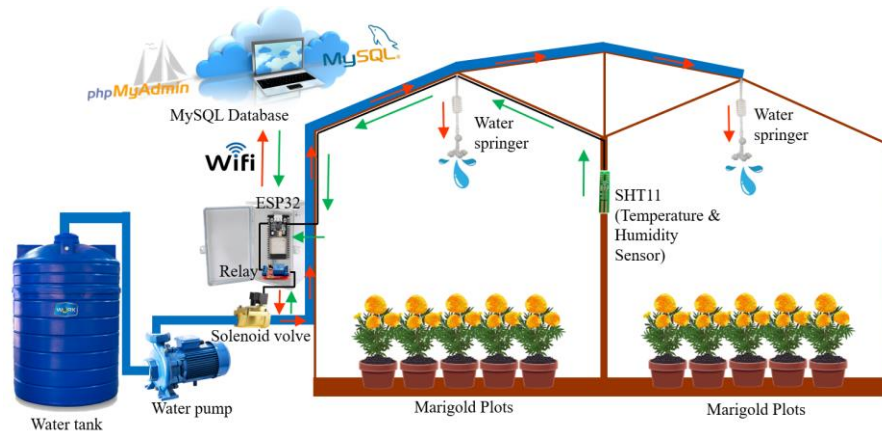 phpMyAdmin
MySQL
MySQL Database
Wifi
ESP32
Relay
Solenoid volve
Water pump
Water tank
WAVE
Water
springer
SHT11
(Temperature &
Humidity
Sensor)
Water
springer
Marigold Plots
Marigold Plots